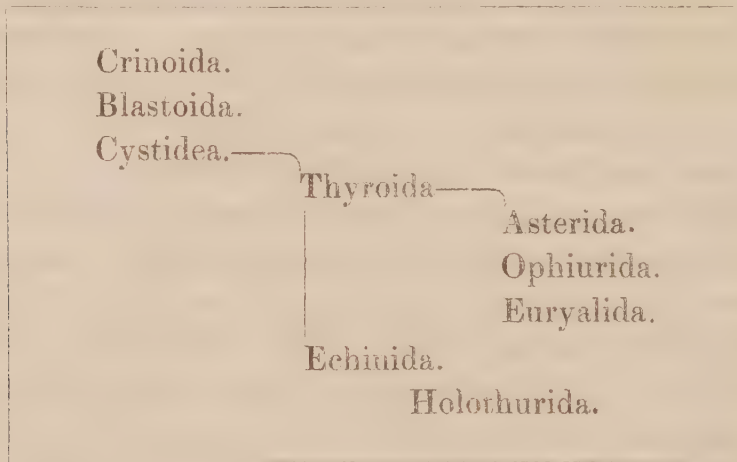 Crinoida.
Blastoida.
Cystidea.
Thyroida
Asterida.
Ophiurida.
Euryalida.
Echinida.
Holothurida.